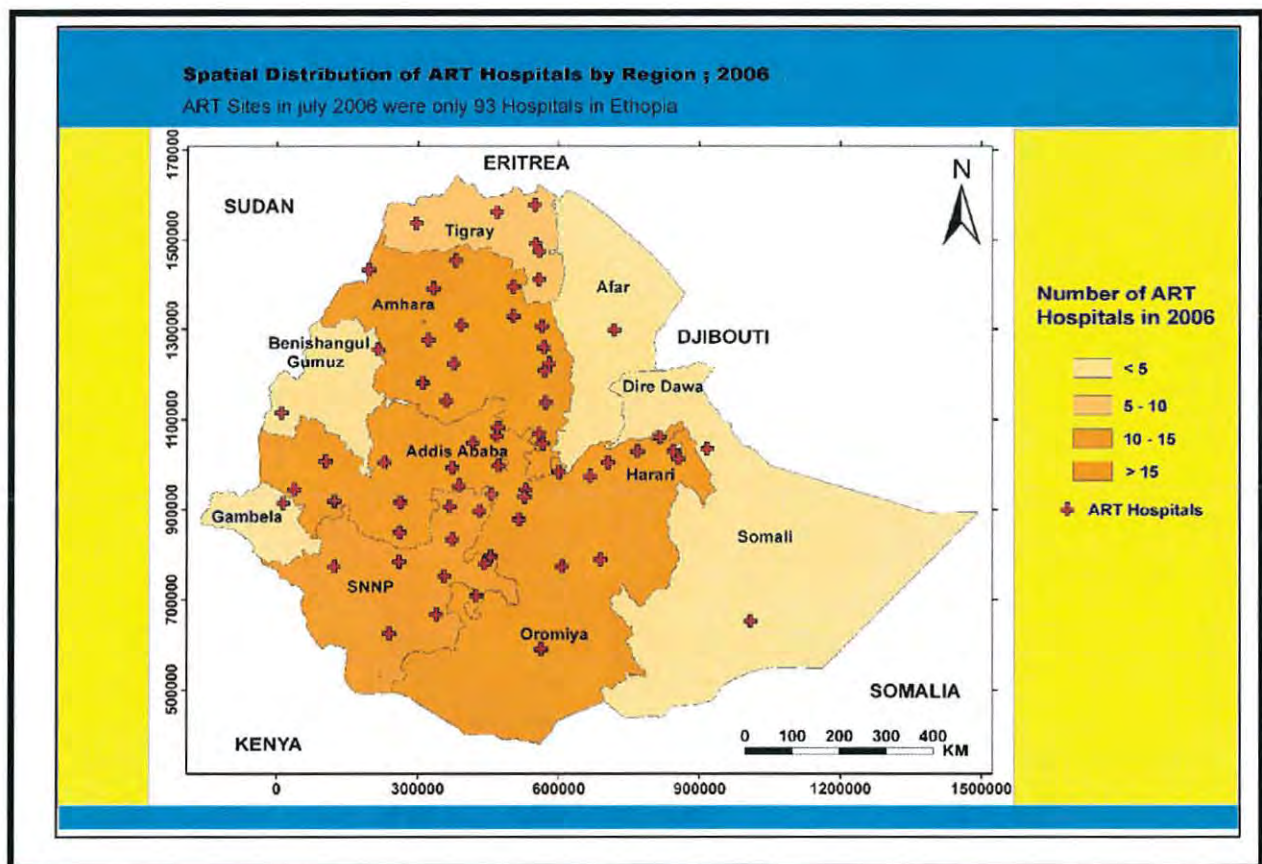 Spatial Distribution of ART Hospitals by Region ; 2006
ART Sites in july 2006 were only 93 Hospitals in Ethopia
1700000
1500000
1300000
1100000
900000
700000
500000
ERITREA
SUDAN
N
Tigray
Amhara
Afar
DJIBOUTI
Benishangul
Gumuz
Dire Dawa
Addis Ababa
Harari
Gambela
Somali
SNNP
Oromiya
SOMALIA
KENYA
0 100 200 300 400
KM
0 300000 600000 900000 1200000 1500000
Number of ART
Hospitals in 2006
< 5
5 - 10
10 - 15
> 15
ART Hospitals